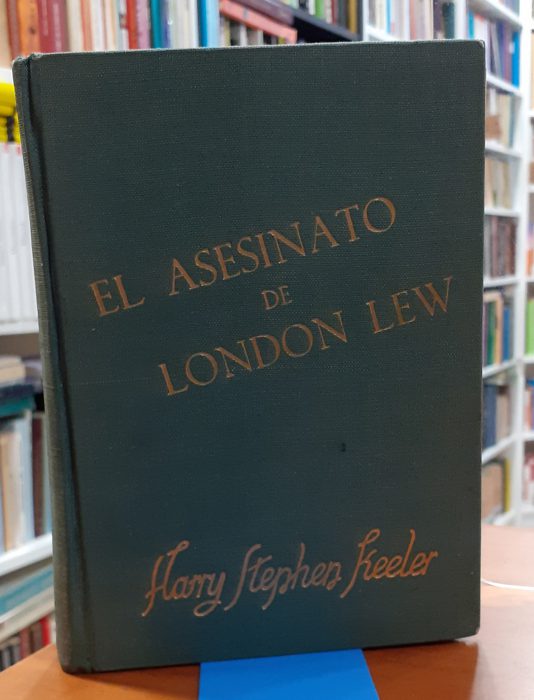 EL ASESINATO
DE
LONDON LEW
Harry Stephen Keeler